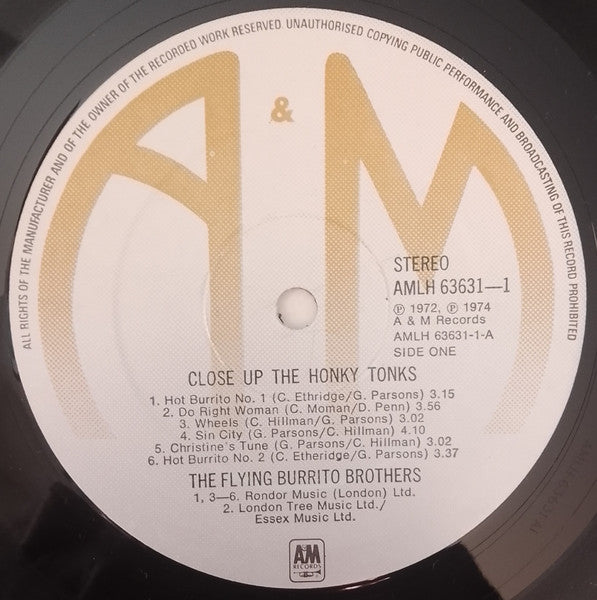 ALL RIGHTS OF THE MANUFACTURER AND OF THE OWNER OF THE RECORDED WORK RESERVED UNAUTHORISED COPYING PUBLIC PERFORMANCE AND BROADCASTING OF THIS RECORD PROHIBITED
A & M
STEREO
AMLH 63631—1
℗ 1972, ℗ 1974
A & M Records
AMLH 63631-1-A
SIDE ONE
CLOSE UP THE HONKY TONKS
1. Hot Burrito No. 1 (C. Ethridge/G. Parsons) 3.15
2. Do Right Woman (C. Moman/D. Penn) 3.56
3. Wheels (C. Hillman/G. Parsons) 3.02
4. Sin City (G. Parsons/C. Hillman) 4.10
5. Christine's Tune (G. Parsons/C. Hillman) 3.02
6. Hot Burrito No. 2 (C. Etheridge/G. Parsons) 3.37
THE FLYING BURRITO BROTHERS
1, 3—6. Rondor Music (London) Ltd.
2. London Tree Music Ltd./
Essex Music Ltd.
A&M
RECORDS